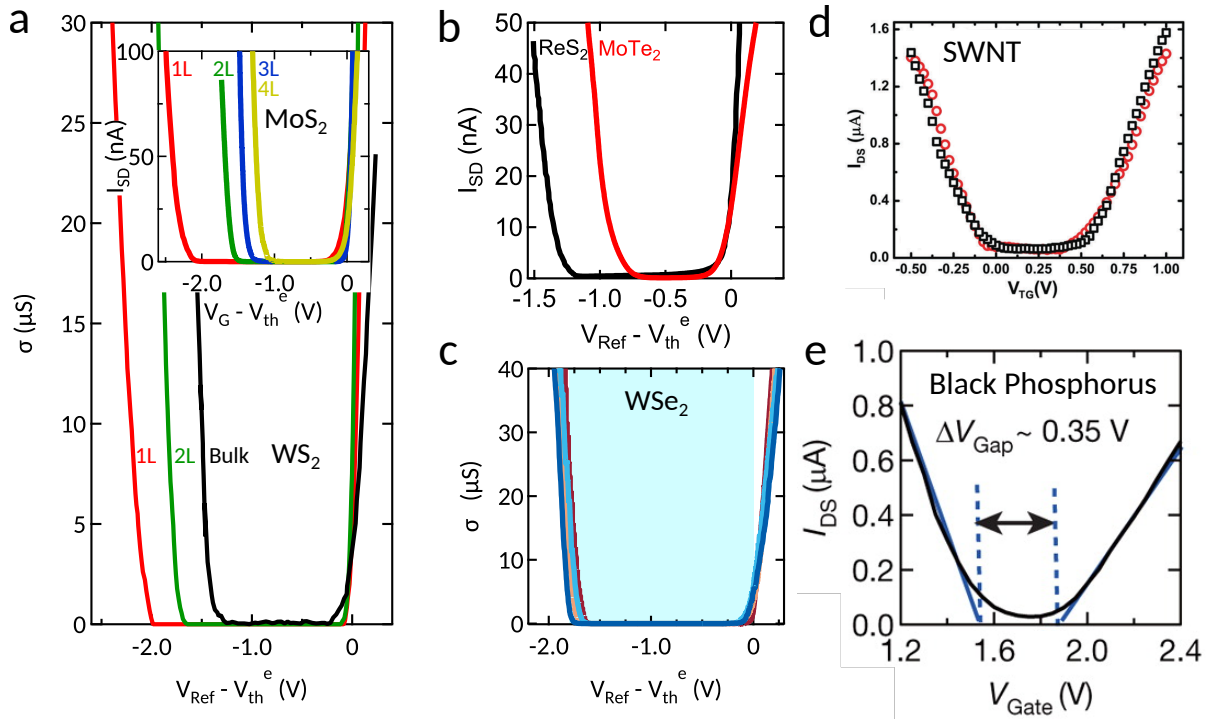 a
σ (µS)
30
25
20
15
10
5
0
-2.0
-1.0
0
V_Ref - V_th^e (V)
I_SD (nA)
100
50
0
1L
2L
3L
4L
MoS₂
-2.0
-1.0
0
V_G - V_th^e (V)
1L
2L
Bulk
WS₂
b
I_SD (nA)
50
40
30
20
10
0
ReS₂
MoTe₂
-1.5
-1.0
-0.5
0
V_Ref - V_th^e (V)
c
σ (µS)
40
30
20
10
0
WSe₂
-2.0
-1.0
0
V_Ref - V_th^e (V)
d
SWNT
I_DS (µA)
1.6
1.2
0.8
0.4
0.0
-0.50
-0.25
0.00
0.25
0.50
0.75
1.00
V_TG(V)
e
Black Phosphorus
ΔV_Gap ~ 0.35 V
I_DS (µA)
1.0
0.8
0.6
0.4
0.2
0.0
1.2
1.6
2.0
2.4
V_Gate (V)